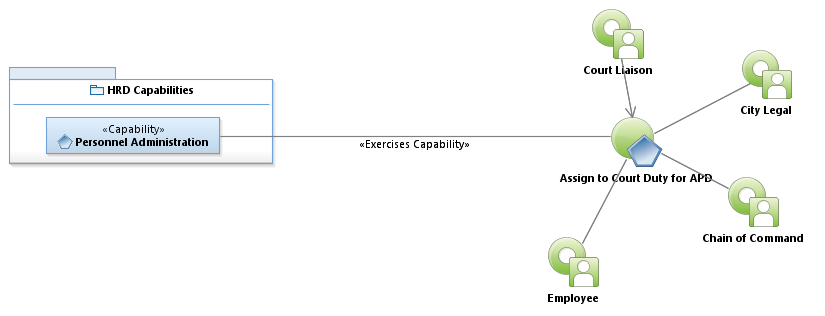 Court Liaison
HRD Capabilities
City Legal
«Capability»
Personnel Administration
«Exercises Capability»
Assign to Court Duty for APD
Chain of Command
Employee